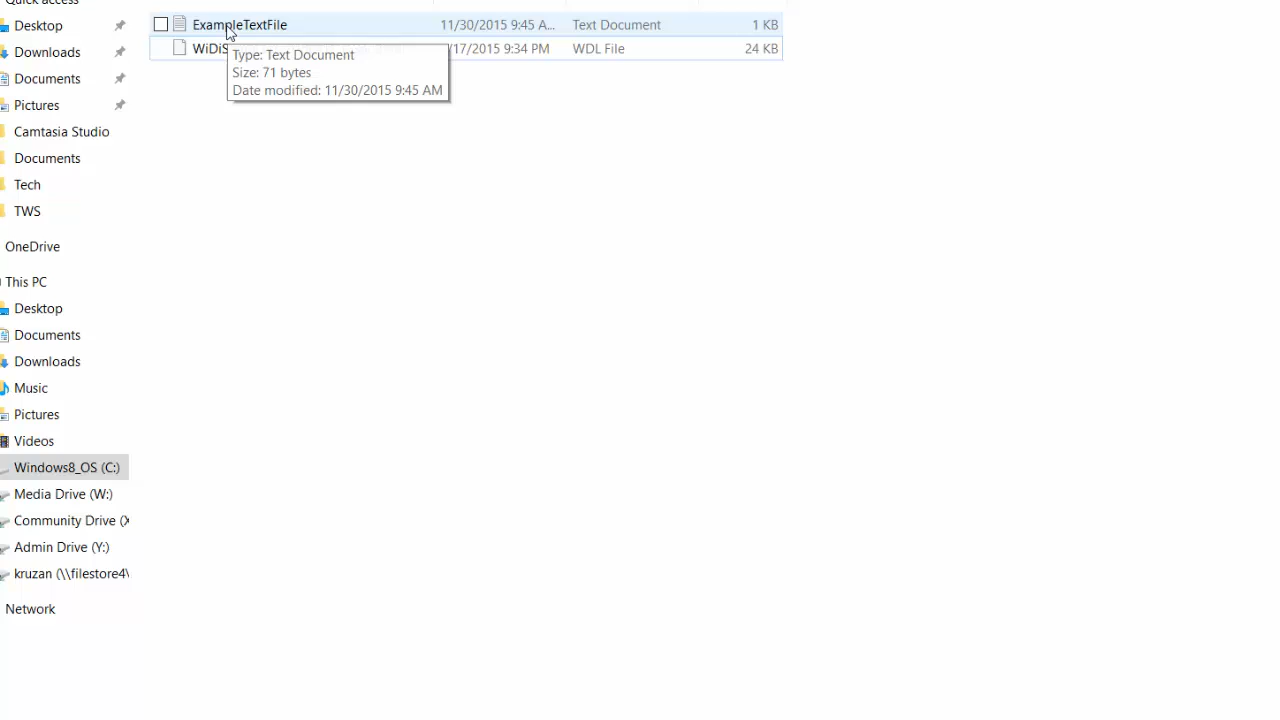 Quick access
Desktop
Downloads
Documents
Pictures
Camtasia Studio
Documents
Tech
TWS
OneDrive
This PC
Desktop
Documents
Downloads
Music
Pictures
Videos
Windows8_OS (C:)
Media Drive (W:)
Community Drive (X
Admin Drive (Y:)
kruzan (\\filestore4\
Network
ExampleTextFile 11/30/2015 9:45 A... Text Document 1 KB
WiDiS /17/2015 9:34 PM WDL File 24 KB
Type: Text Document
Size: 71 bytes
Date modified: 11/30/2015 9:45 AM